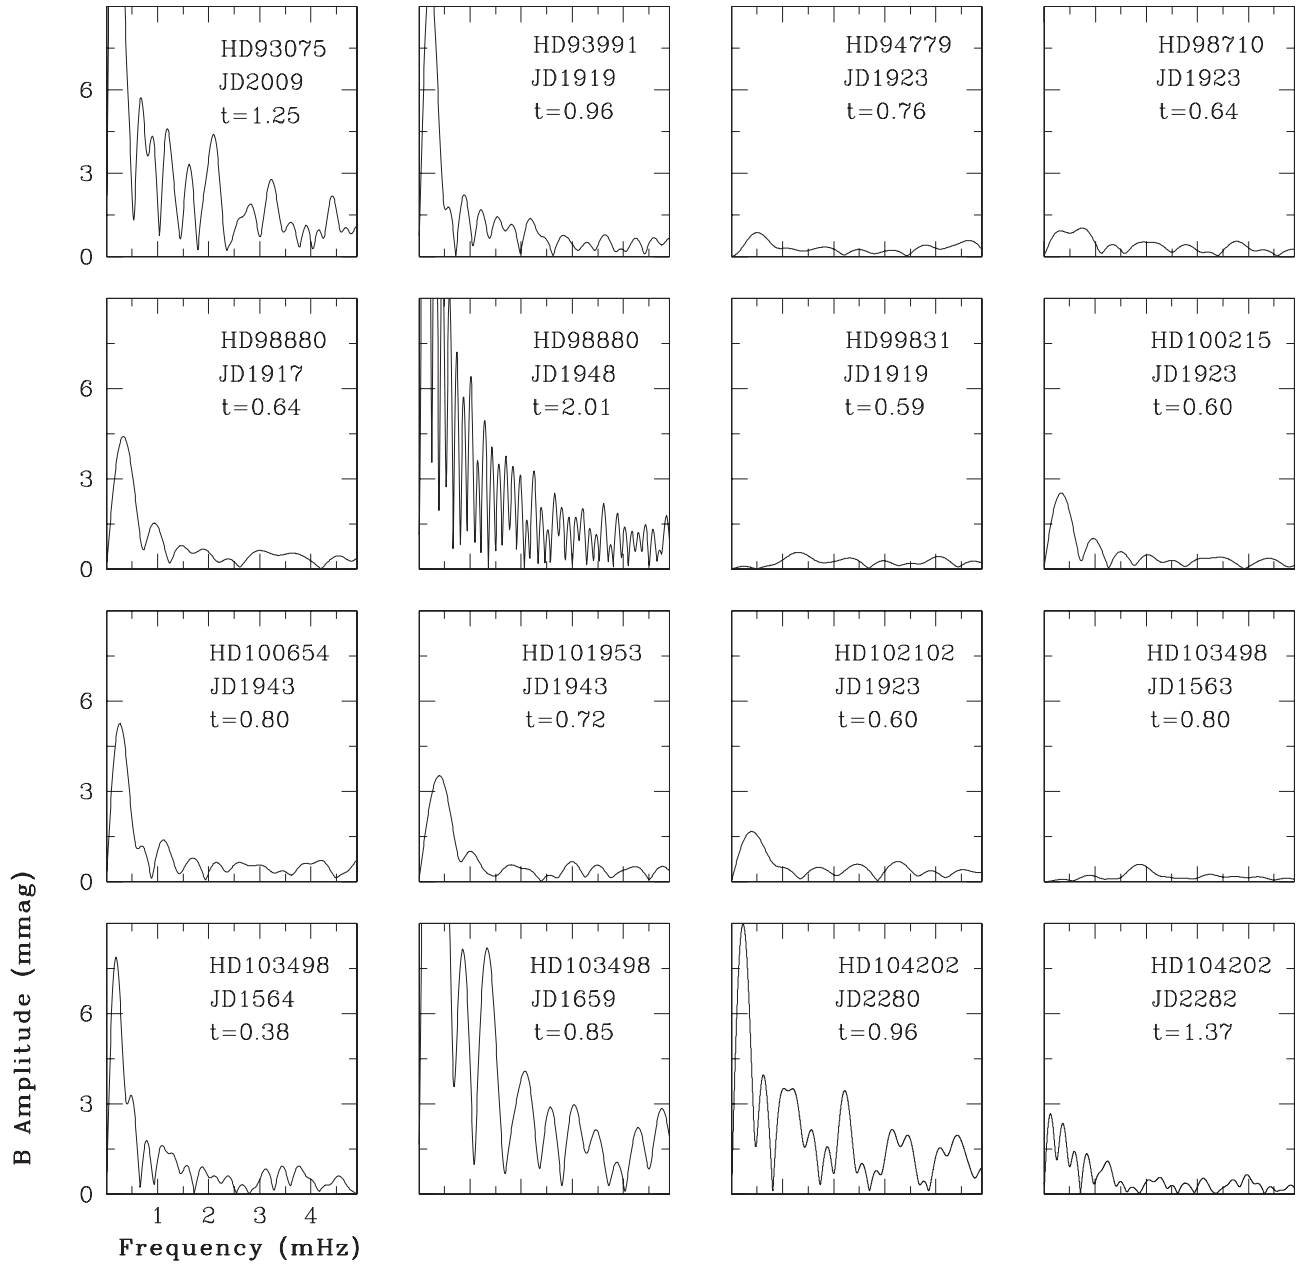 HD93075
JD2009
t=1.25
HD93991
JD1919
t=0.96
HD94779
JD1923
t=0.76
HD98710
JD1923
t=0.64
6
3
0
HD98880
JD1917
t=0.64
HD98880
JD1948
t=2.01
HD99831
JD1919
t=0.59
HD100215
JD1923
t=0.60
6
3
0
HD100654
JD1943
t=0.80
HD101953
JD1943
t=0.72
HD102102
JD1923
t=0.60
HD103498
JD1563
t=0.80
6
3
0
HD103498
JD1564
t=0.38
HD103498
JD1659
t=0.85
HD104202
JD2280
t=0.96
HD104202
JD2282
t=1.37
6
3
0
1 2 3 4
B Amplitude (mmag)
Frequency (mHz)